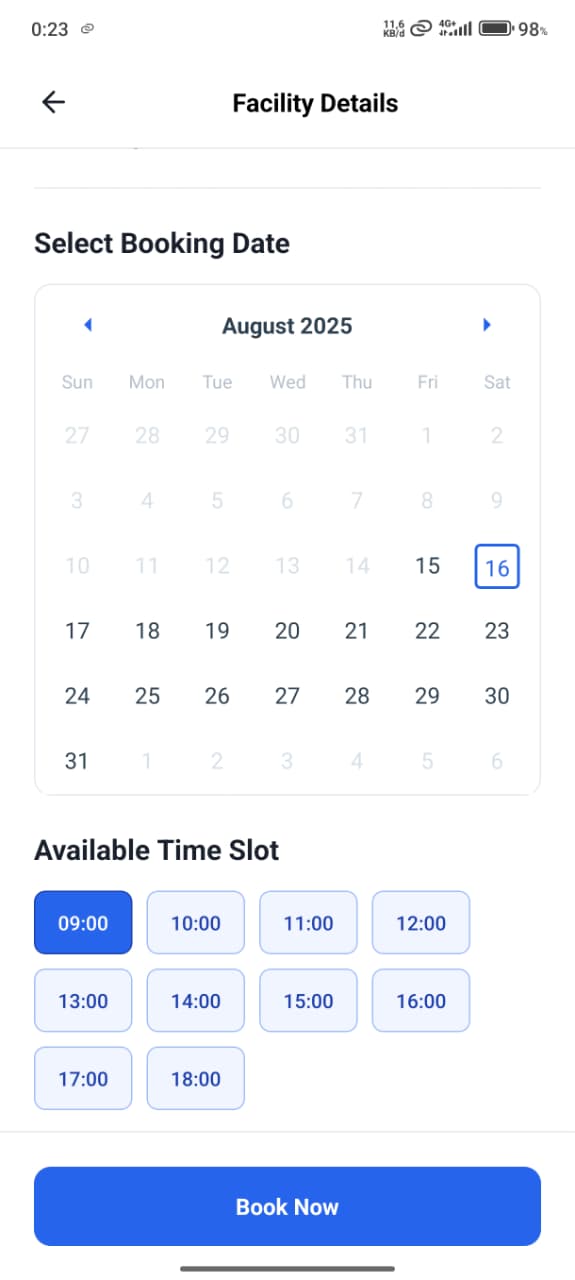 0:23 11,6 KB/d 4G+ 98%
Facility Details
Select Booking Date
August 2025
Sun Mon Tue Wed Thu Fri Sat
27 28 29 30 31 1 2
3 4 5 6 7 8 9
10 11 12 13 14 15 16
17 18 19 20 21 22 23
24 25 26 27 28 29 30
31 1 2 3 4 5 6
Available Time Slot
09:00 10:00 11:00 12:00
13:00 14:00 15:00 16:00
17:00 18:00
Book Now